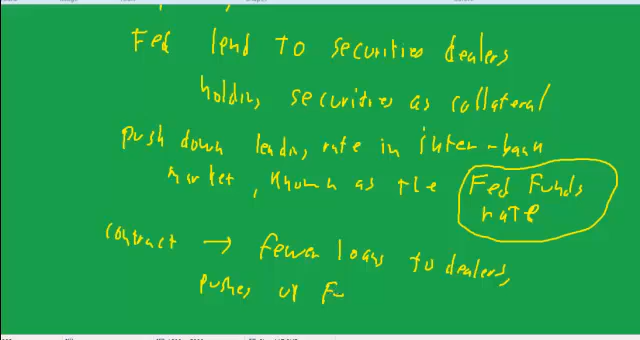 Fed lend to securities dealers
holding securities as collateral
push down lending rate in inter-bank
market, known as the Fed Funds
rate
contract → fewer loans to dealers,
pushes up F